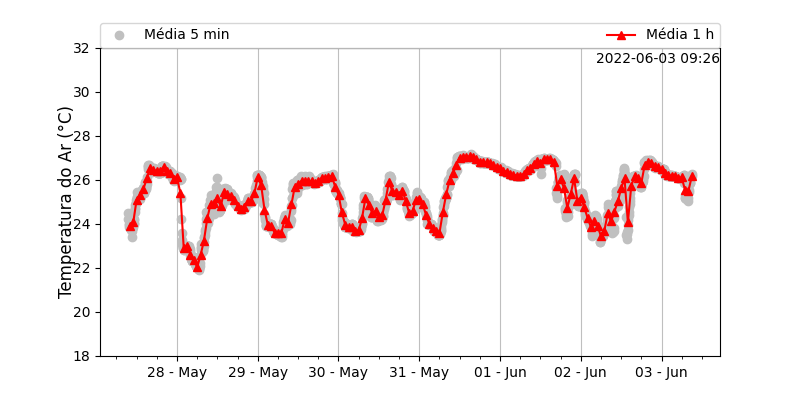 Média 5 min
Média 1 h
2022-06-03 09:26
Temperatura do Ar (°C)
32
30
28
26
24
22
20
18
28 - May
29 - May
30 - May
31 - May
01 - Jun
02 - Jun
03 - Jun